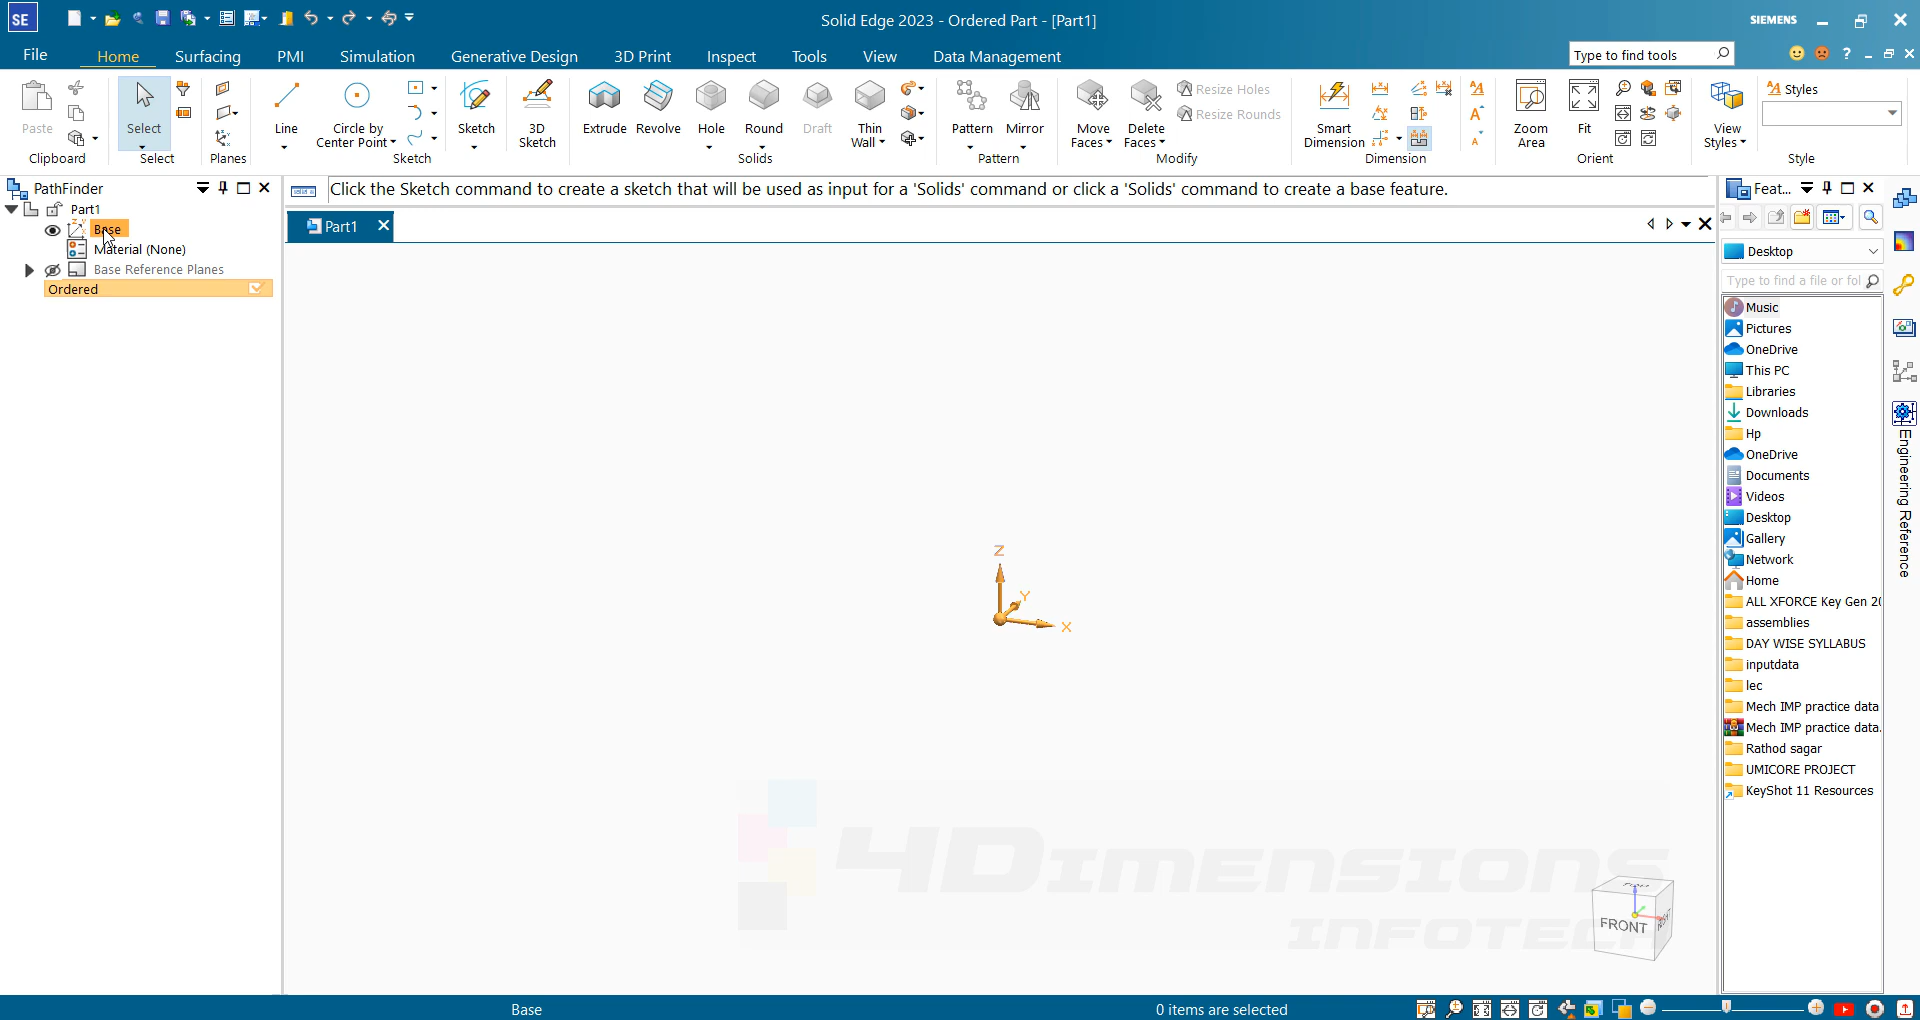 SE
Solid Edge 2023 - Ordered Part - [Part1]
SIEMENS
File
Home
Surfacing
PMI
Simulation
Generative Design
3D Print
Inspect
Tools
View
Data Management
Type to find tools
Paste
Clipboard
Select
Select
Planes
Line
Circle by
Center Point
Sketch
Sketch
3D
Sketch
Extrude
Revolve
Hole
Round
Draft
Thin
Wall
Solids
Pattern
Mirror
Pattern
Move
Faces
Delete
Faces
Resize Holes
Resize Rounds
Modify
Smart
Dimension
Dimension
Zoom
Area
Fit
Orient
View
Styles
Styles
Style
PathFinder
Part1
Base
Material (None)
Base Reference Planes
Ordered
Click the Sketch command to create a sketch that will be used as input for a 'Solids' command or click a 'Solids' command to create a base feature.
Part1
Z
Y
X
4DIMENSIONS
INFOTECH
TOP
FRONT
Feat...
Desktop
Type to find a file or fol
Music
Pictures
OneDrive
This PC
Libraries
Downloads
Hp
OneDrive
Documents
Videos
Desktop
Gallery
Network
Home
ALL XFORCE Key Gen 20
assemblies
DAY WISE SYLLABUS
inputdata
lec
Mech IMP practice data
Mech IMP practice data.
Rathod sagar
UMICORE PROJECT
KeyShot 11 Resources
Engineering Reference
Base
0 items are selected